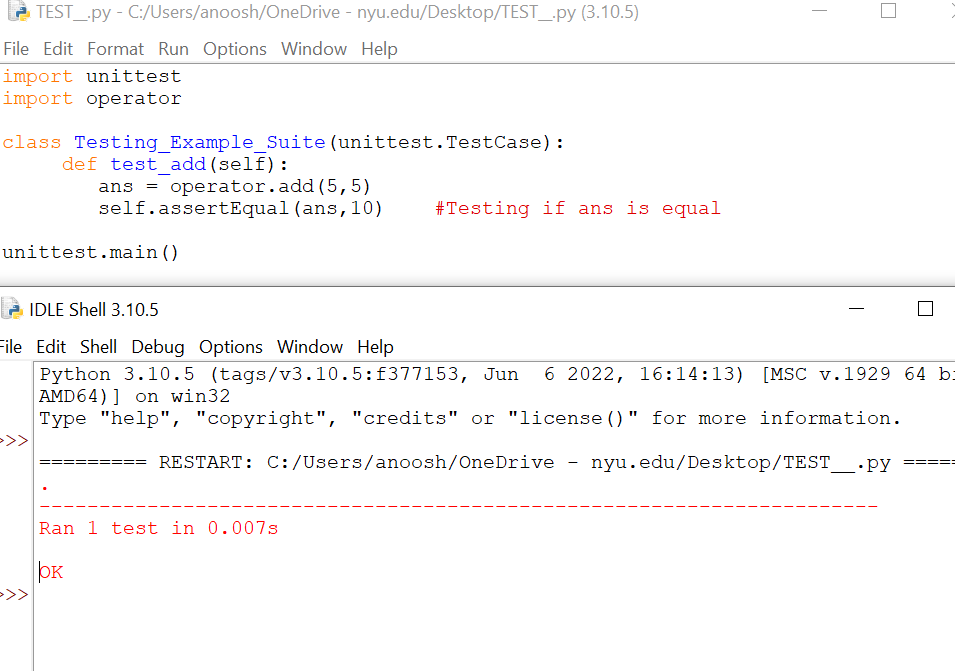 TEST__.py - C:/Users/anoosh/OneDrive - nyu.edu/Desktop/TEST__.py (3.10.5)
File Edit Format Run Options Window Help
import unittest
import operator
class Testing_Example_Suite(unittest.TestCase):
def test_add(self):
ans = operator.add(5,5)
self.assertEqual(ans,10) #Testing if ans is equal
unittest.main()
IDLE Shell 3.10.5
File Edit Shell Debug Options Window Help
Python 3.10.5 (tags/v3.10.5:f377153, Jun 6 2022, 16:14:13) [MSC v.1929 64 bi
AMD64)] on win32
Type "help", "copyright", "credits" or "license()" for more information.
>>>
========= RESTART: C:/Users/anoosh/OneDrive - nyu.edu/Desktop/TEST__.py =====
.
----------------------------------------------------------------------
Ran 1 test in 0.007s
OK
>>>